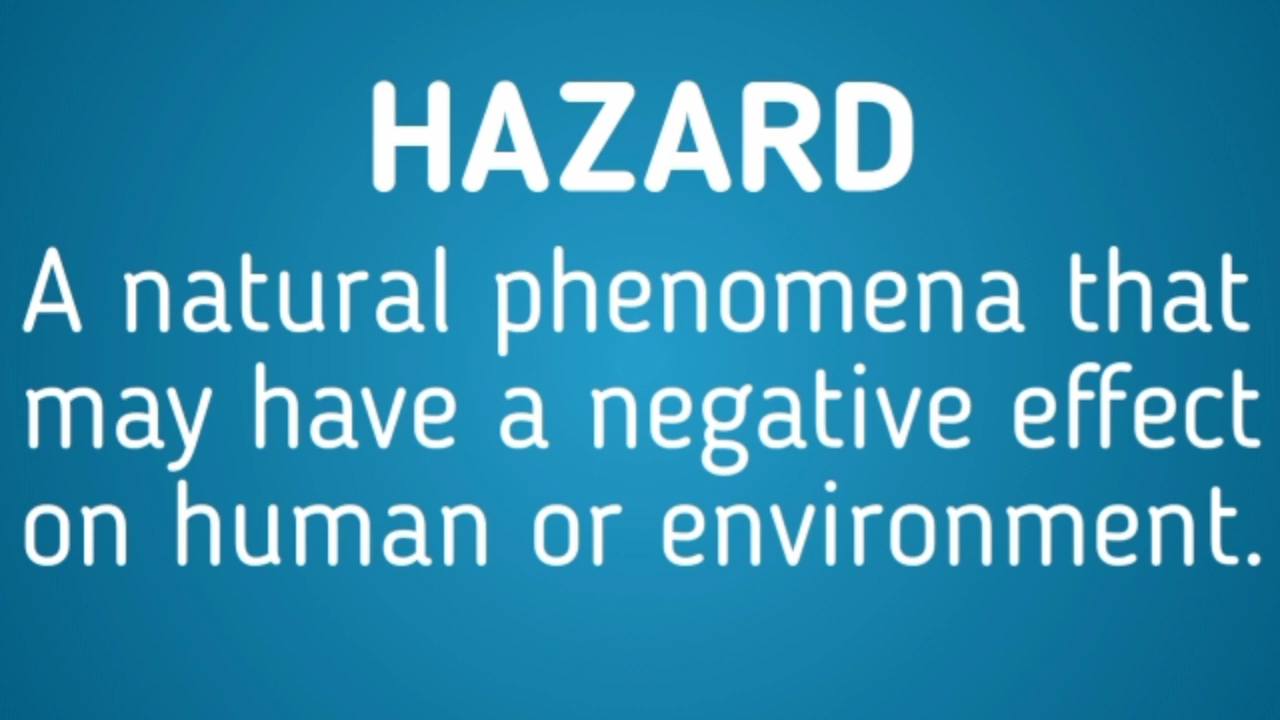 HAZARD
A natural phenomena that
may have a negative effect
on human or environment.